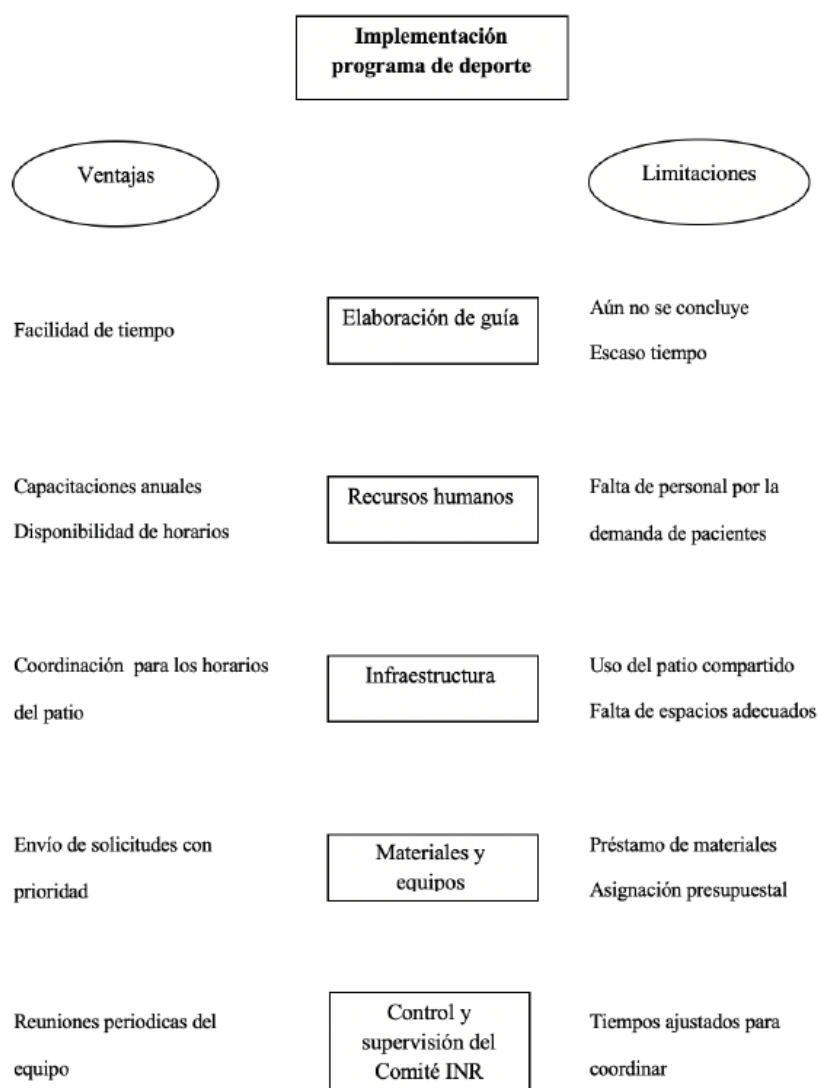 Implementación
programa de deporte
Ventajas
Limitaciones
Facilidad de tiempo
Elaboración de guía
Aún no se concluye
Escaso tiempo
Capacitaciones anuales
Disponibilidad de horarios
Recursos humanos
Falta de personal por la
demanda de pacientes
Coordinación para los horarios
del patio
Infraestructura
Uso del patio compartido
Falta de espacios adecuados
Envío de solicitudes con
prioridad
Materiales y
equipos
Préstamo de materiales
Asignación presupuestal
Reuniones periodicas del
equipo
Control y
supervisión del
Comité INR
Tiempos ajustados para
coordinar